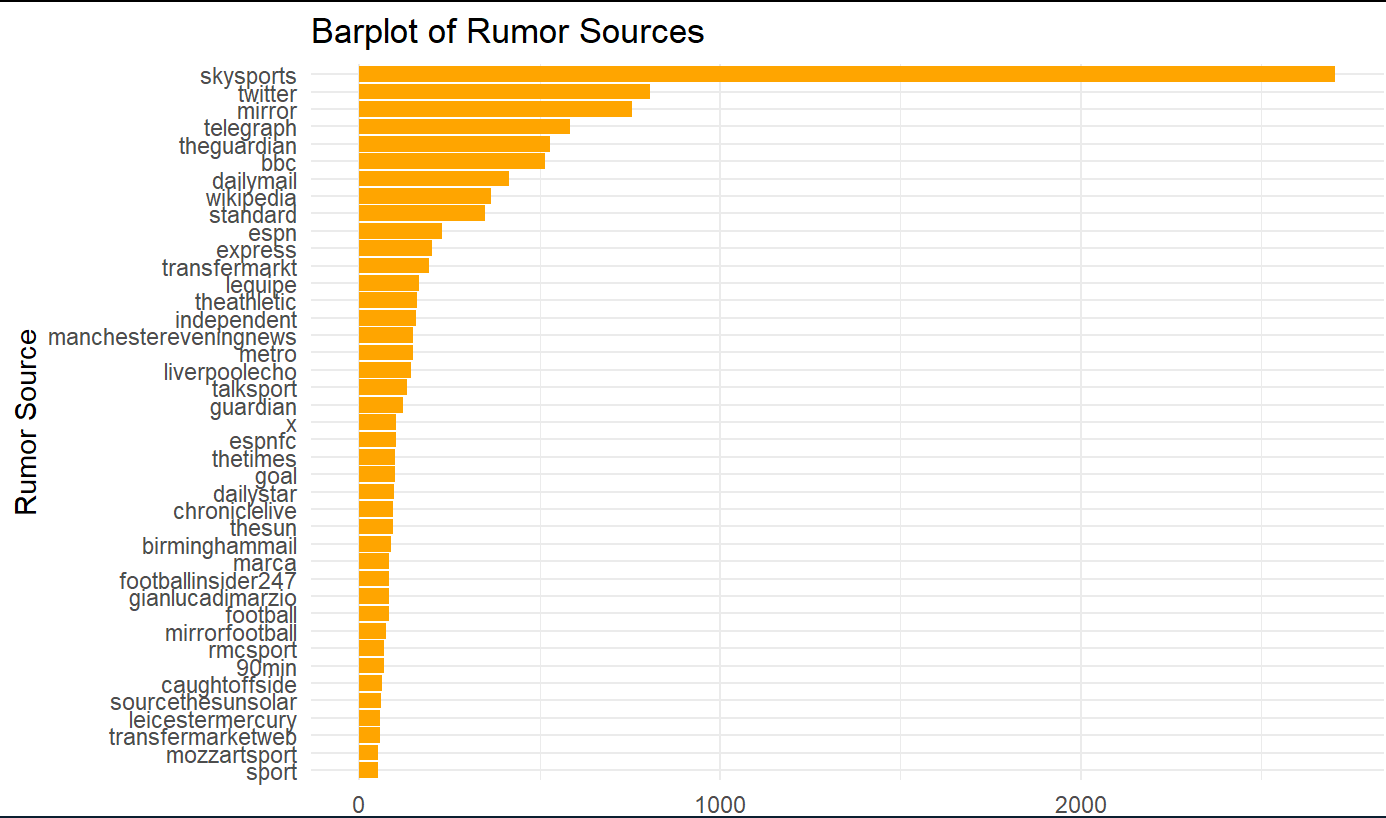 Barplot of Rumor Sources
skysports
twitter
mirror
telegraph
theguardian
bbc
dailymail
wikipedia
standard
espn
express
transfermarkt
lequipe
theathletic
independent
manchestereveningnews
metro
liverpoolecho
talksport
guardian
x
espnfc
thetimes
goal
dailystar
chroniclelive
thesun
birminghammail
marca
footballinsider247
gianlucadimarzio
football
mirrorfootball
rmcsport
90min
caughtoffside
sourcethesunsolar
leicestermercury
transfermarketweb
mozzartsport
sport
Rumor Source
0 1000 2000